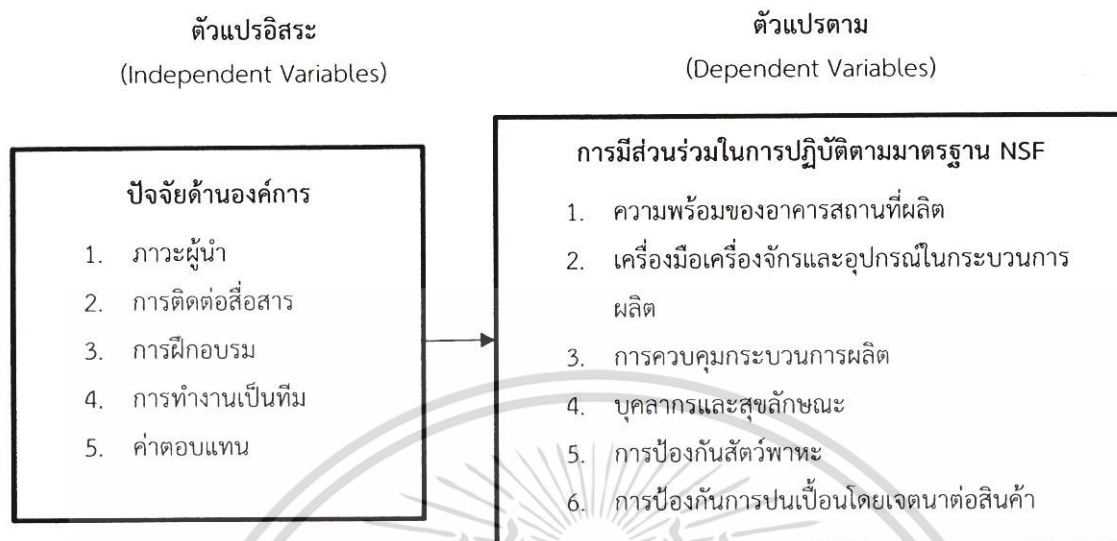 ตัวแปรอิสระ
(Independent Variables)
ตัวแปรตาม
(Dependent Variables)
ปัจจัยด้านองค์การ
1. ภาวะผู้นำ
2. การติดต่อสื่อสาร
3. การฝึกอบรม
4. การทำงานเป็นทีม
5. ค่าตอบแทน
การมีส่วนร่วมในการปฏิบัติตามมาตรฐาน NSF
1. ความพร้อมของอาคารสถานที่ผลิต
2. เครื่องมือเครื่องจักรและอุปกรณ์ในกระบวนการ
ผลิต
3. การควบคุมกระบวนการผลิต
4. บุคลากรและสุขลักษณะ
5. การป้องกันสัตว์พาหะ
6. การป้องกันการปนเปื้อนโดยเจตนาต่อสินค้า